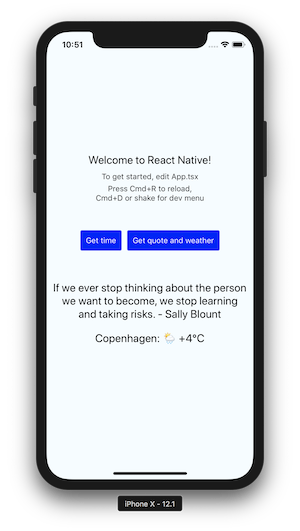 10:51
Welcome to React Native!
To get started, edit App.tsx
Press Cmd+R to reload,
Cmd+D or shake for dev menu
Get time
Get quote and weather
If we ever stop thinking about the person
we want to become, we stop learning
and taking risks. - Sally Blount
Copenhagen: 🌦 +4°C
iPhone X - 12.1